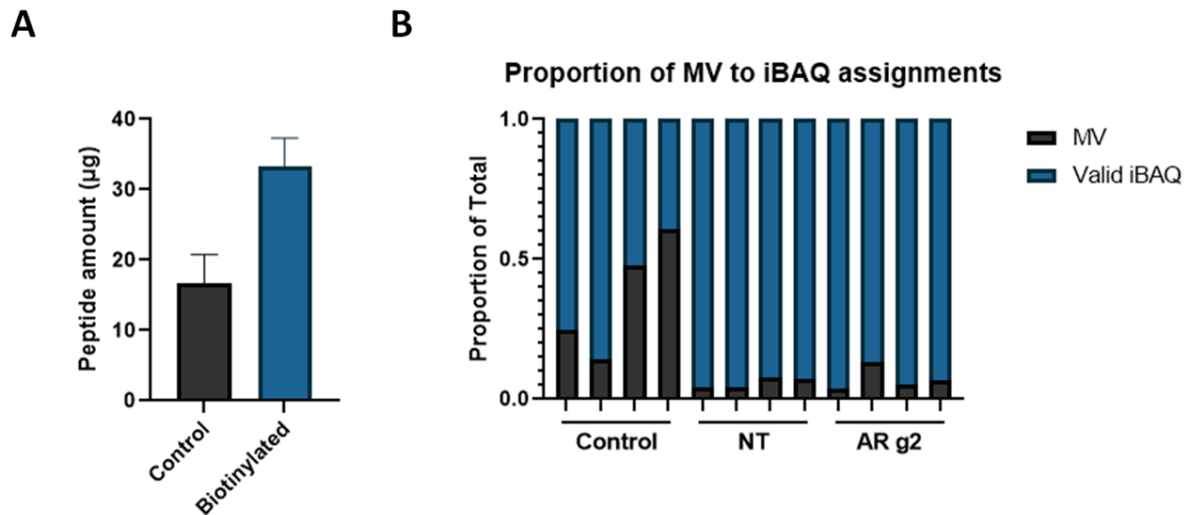 A
Peptide amount (µg)
40
30
20
10
0
Control
Biotinylated
B
Proportion of MV to iBAQ assignments
Proportion of Total
1.0
0.5
0.0
Control
NT
AR g2
MV
Valid iBAQ